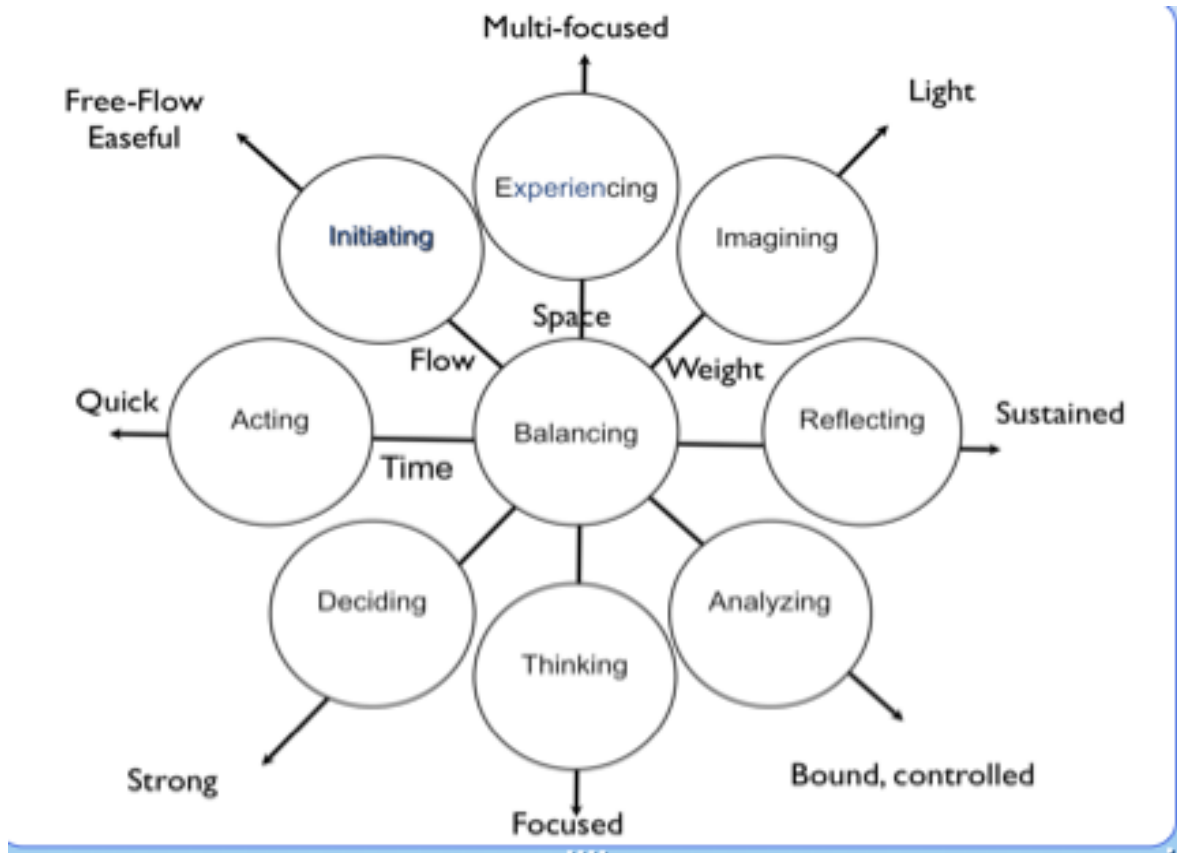 Multi-focused
Light
Free-Flow
Easeful
Experiencing
Initiating
Imagining
Space
Flow
Weight
Quick
Acting
Balancing
Reflecting
Sustained
Time
Deciding
Analyzing
Thinking
Strong
Bound, controlled
Focused